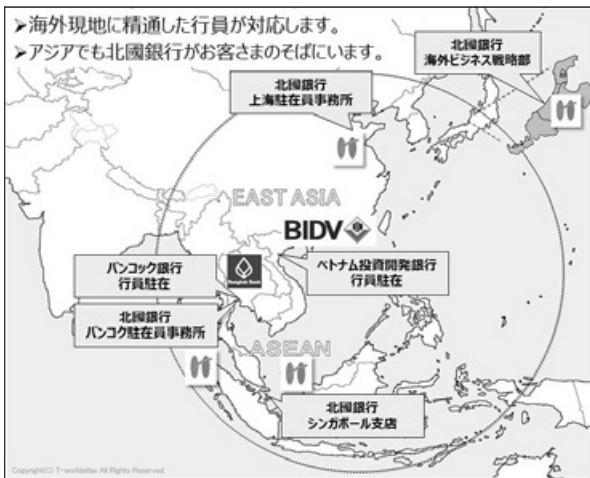 ➢海外現地に精通した行員が対応します。
➢アジアでも北國銀行がお客さまのそばにいます。
北國銀行
海外ビジネス戦略部
北國銀行
上海駐在員事務所
EAST ASIA
BIDV
バンコック銀行
行員駐在
Bangkok Bank
ベトナム投資開発銀行
行員駐在
北國銀行
バンコク駐在員事務所
ASEAN
北國銀行
シンガポール支店
Copyright(C) T-worldatlas All Rights Reserved.